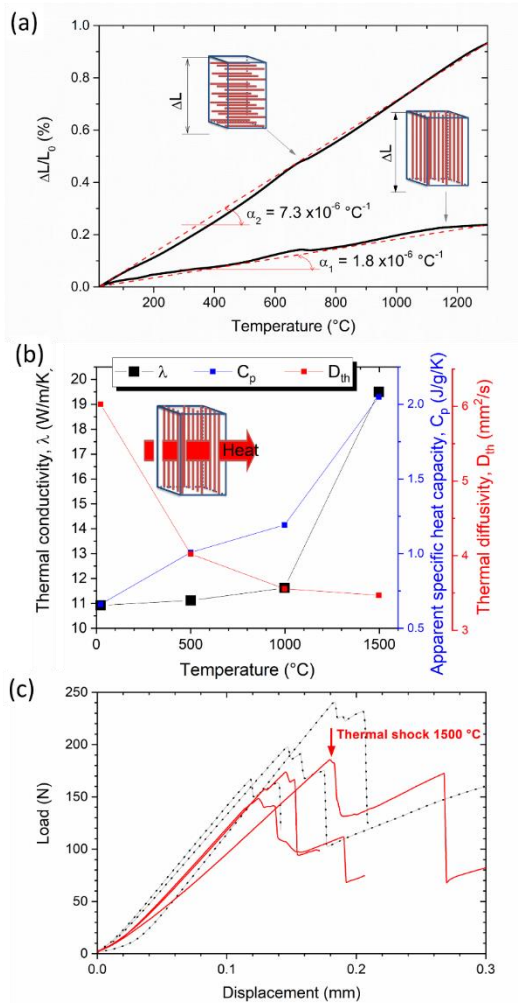 (a)
1.0
0.8
0.6
0.4
0.2
0.0
ΔL/L₀ (%)
ΔL
ΔL
α₂ = 7.3 x10⁻⁶ °C⁻¹
α₁ = 1.8 x10⁻⁶ °C⁻¹
200 400 600 800 1000 1200
Temperature (°C)
(b)
λ Cₚ Dₜₕ
20
19
18
17
16
15
14
13
12
11
10
Thermal conductivity, λ (W/m/K)
Heat
2.0
1.5
1.0
0.5
Apparent specific heat capacity, Cₚ (J/g/K)
6
5
4
3
Thermal diffusivity, Dₜₕ (mm²/s)
0 500 1000 1500
Temperature (°C)
(c)
250
200
150
100
50
0
Load (N)
Thermal shock 1500 °C
0.0 0.1 0.2 0.3
Displacement (mm)